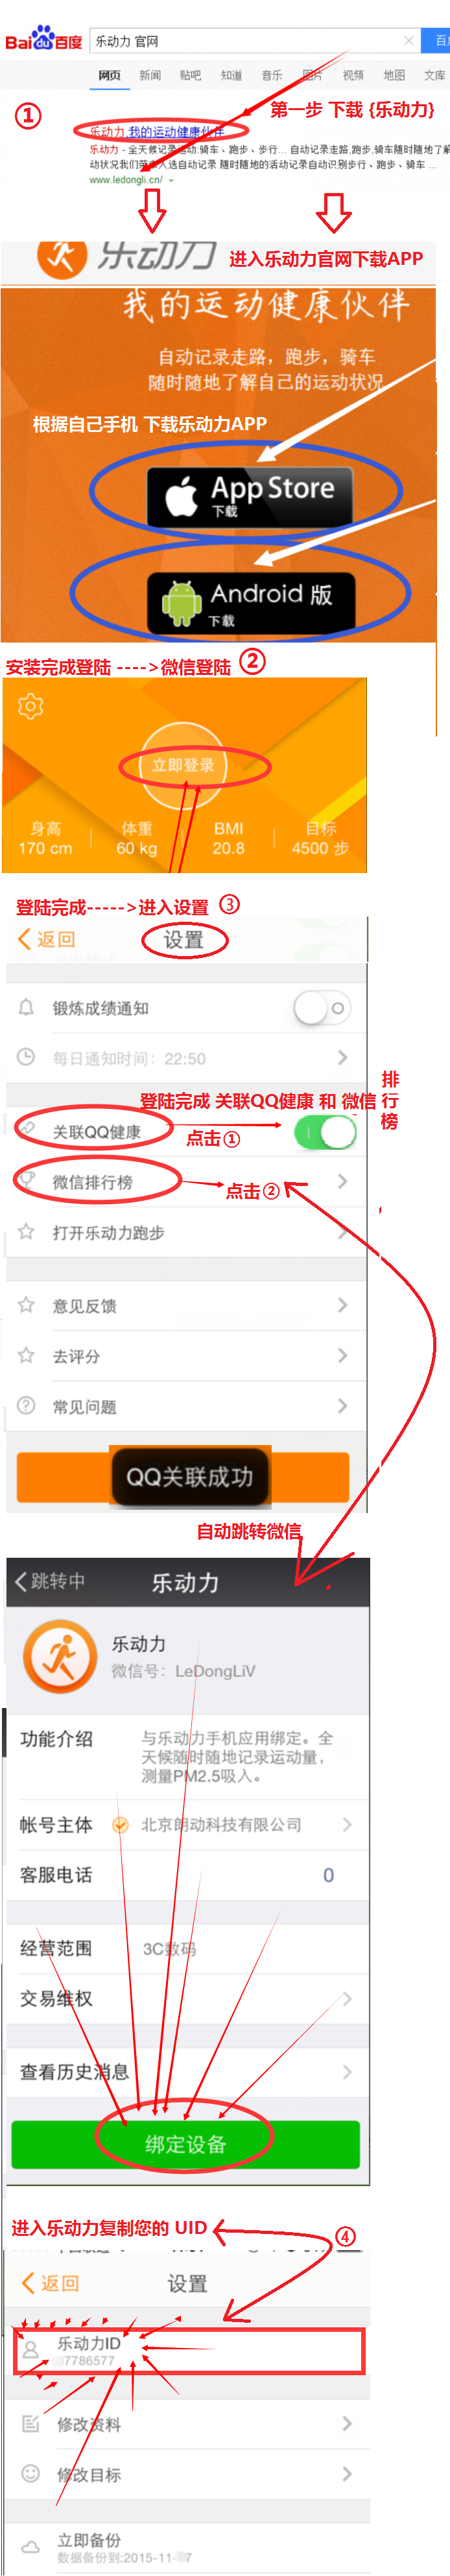 Bai du 百度
乐动力 官网
百度
网页 新闻 贴吧 知道 音乐 图片 视频 地图 文库
① 第一步 下载 {乐动力}
乐动力,我的运动健康伙伴
乐动力 - 全天候记录运动:骑车、跑步、步行... 自动记录走路,跑步,骑车随时随地了解
动状况我们 入选自动记录 随时随地的活动记录自动识别步行、跑步、骑车 ...
www.ledongli.cn/
乐动力 进入乐动力官网下载APP
我的运动健康伙伴
自动记录走路，跑步，骑车
随时随地了解自己的运动状况
根据自己手机 下载乐动力APP
App Store
下载
Android 版
下载
安装完成登陆 ---->微信登陆 ②
立即登录
身高 体重 BMI 目标
170 cm 60 kg 20.8 4500 步
登陆完成----->进入设置 ③
返回 设置
锻炼成绩通知
每日通知时间：22:50
登陆完成 关联QQ健康 和 微信 排行榜
关联QQ健康
点击①
微信排行榜
点击②
打开乐动力跑步
意见反馈
去评分
常见问题
QQ关联成功
自动跳转微信
跳转中 乐动力
乐动力
微信号：LeDongLiV
功能介绍 与乐动力手机应用绑定。全
天候随时随地记录运动量，
测量PM2.5吸入。
帐号主体 北京朗动科技有限公司
客服电话 0
经营范围 3C数码
交易维权
查看历史消息
绑定设备
进入乐动力复制您的 UID ④
返回 设置
乐动力ID
7786577
修改资料
修改目标
立即备份
数据备份到:2015-11- 7